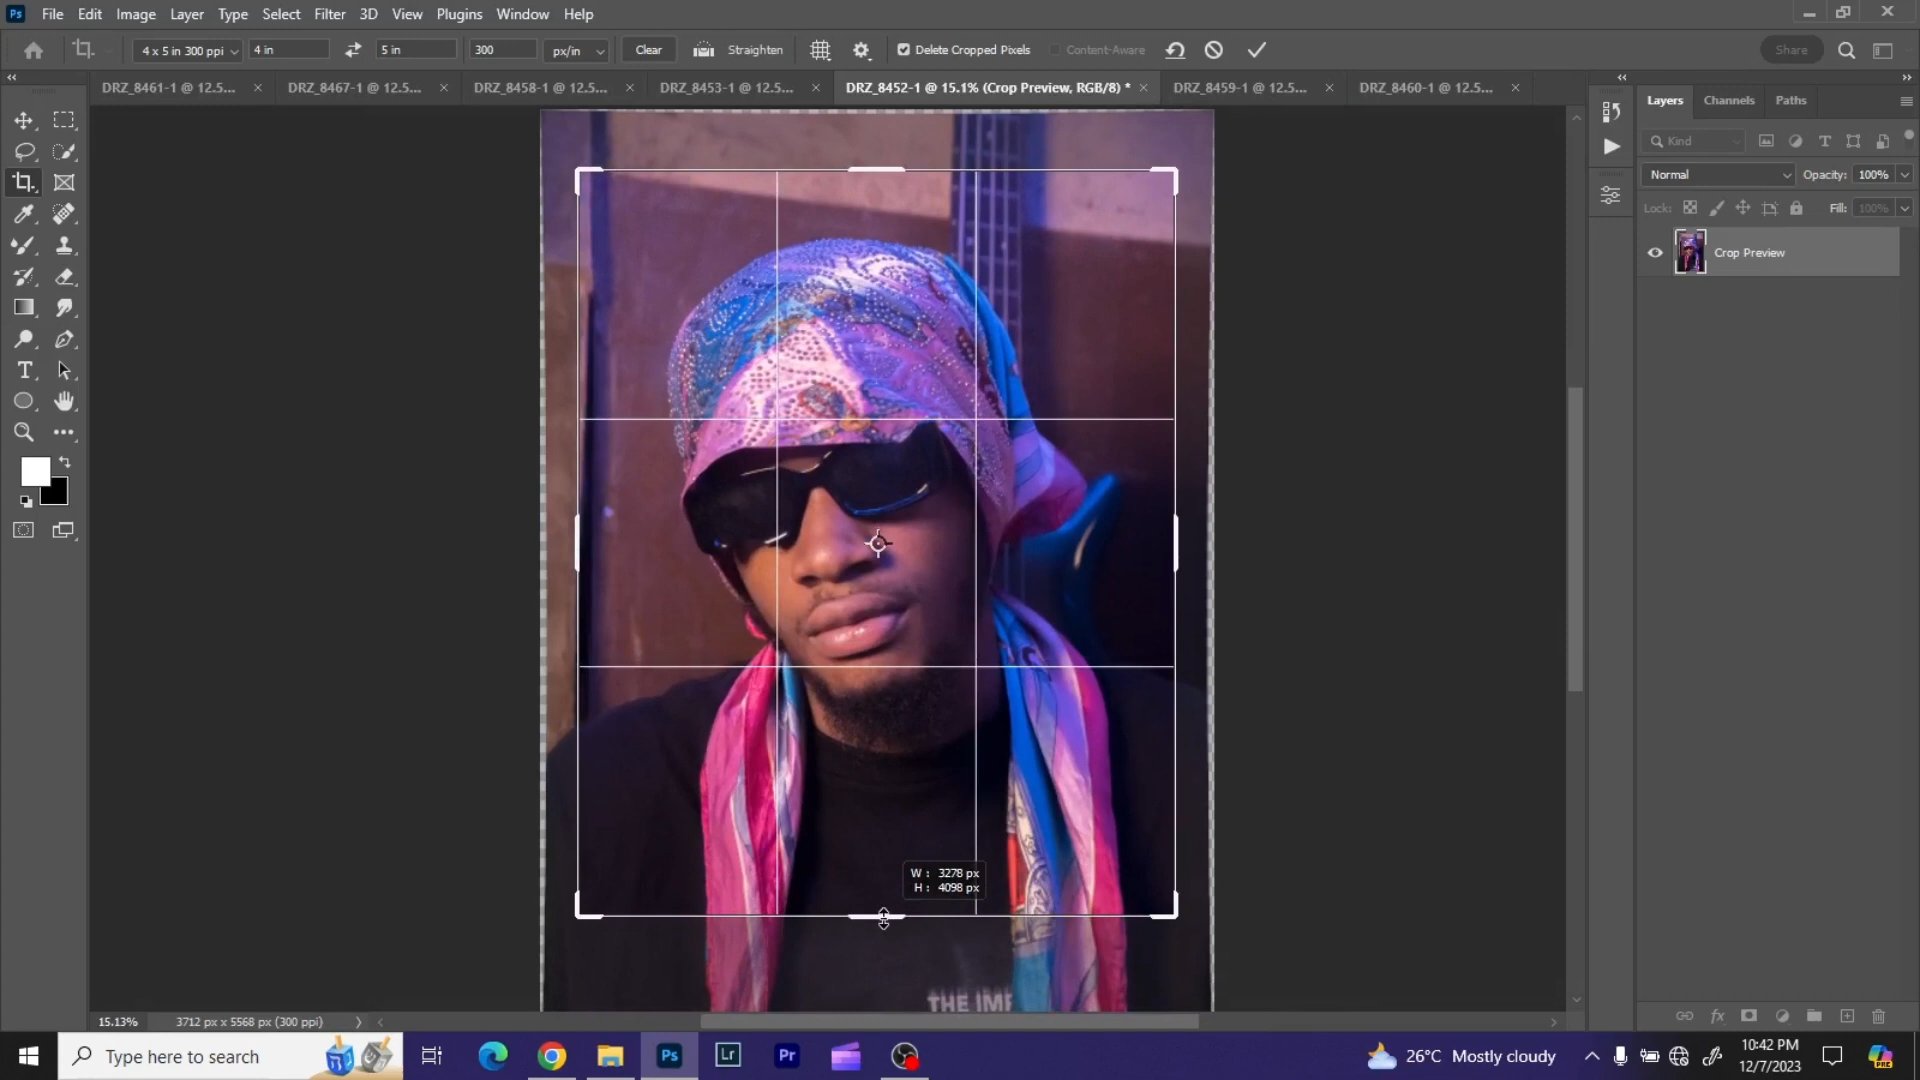 Ps File Edit Image Layer Type Select Filter 3D View Plugins Window Help
4 x 5 in 300 ppi 4 in 5 in 300 px/in Clear Straighten Delete Cropped Pixels Content-Aware Share
DRZ_8461-1 @ 12.5... DRZ_8467-1 @ 12.5... DRZ_8458-1 @ 12.5... DRZ_8453-1 @ 12.5... DRZ_8452-1 @ 15.1% (Crop Preview, RGB/8) * DRZ_8459-1 @ 12.5... DRZ_8460-1 @ 12.5...
Layers Channels Paths
Kind
Normal Opacity: 100%
Lock: Fill: 100%
Crop Preview
W : 3278 px
H : 4098 px
THE IMP
15.13% 3712 px x 5568 px (300 ppi)
Type here to search Ps Lr Pr 26°C Mostly cloudy 10:42 PM
12/7/2023
PRE